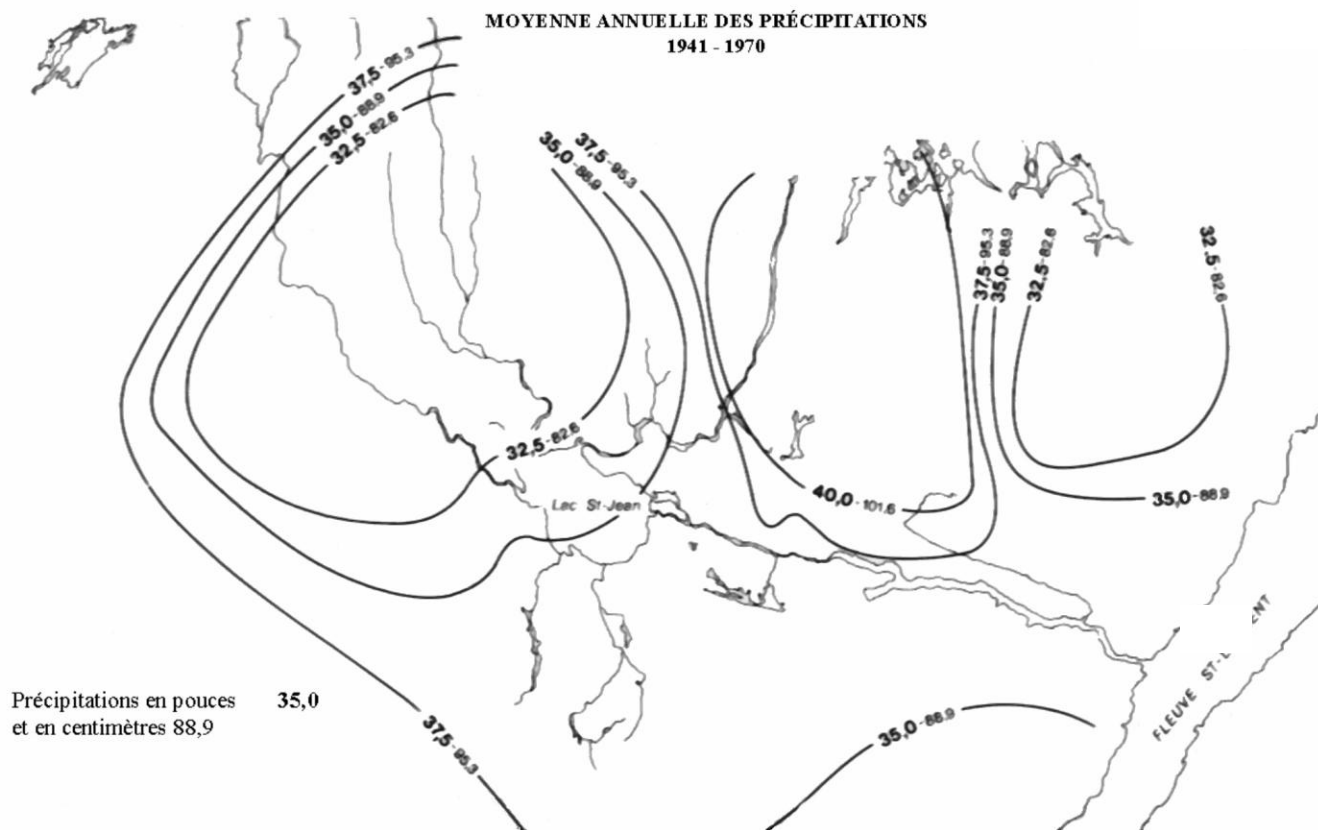 MOYENNE ANNUELLE DES PRÉCIPITATIONS
1941 - 1970
37,5-95.3
35,0-88.9
32,5-82.6
37,5-95.3
35,0-88.9
37,5-95.3
35,0-88.9
32,5-82.6
32,5-82.6
32,5-82.6
40,0-101.6
35,0-88.9
Lac St-Jean
FLEUVE ST-
ENT
Précipitations en pouces 35,0
et en centimètres 88,9
37,5-95.3
35,0-88.9